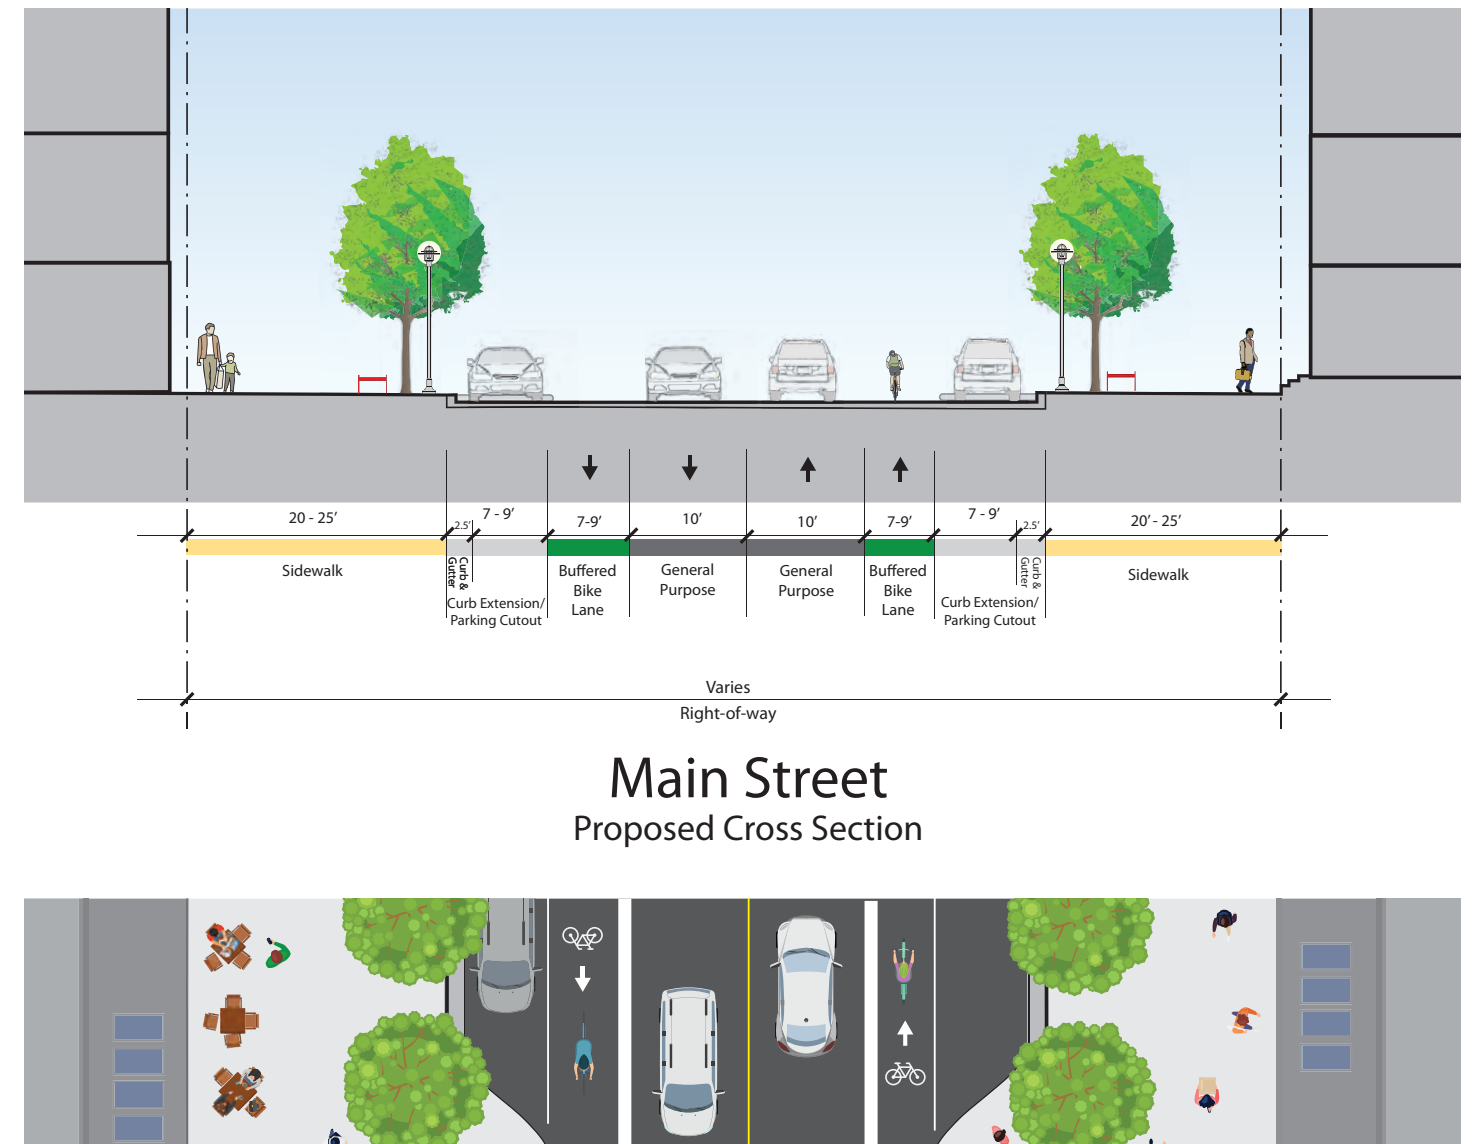 20 - 25’
2.5’
7 - 9’
7-9’
10’
10’
7-9’
7 - 9’
2.5’
20’ - 25’
Sidewalk
Curb &
Gutter
Curb Extension/
Parking Cutout
Buffered
Bike
Lane
General
Purpose
General
Purpose
Buffered
Bike
Lane
Curb Extension/
Parking Cutout
Curb &
Gutter
Sidewalk
Varies
Right-of-way
Main Street
Proposed Cross Section